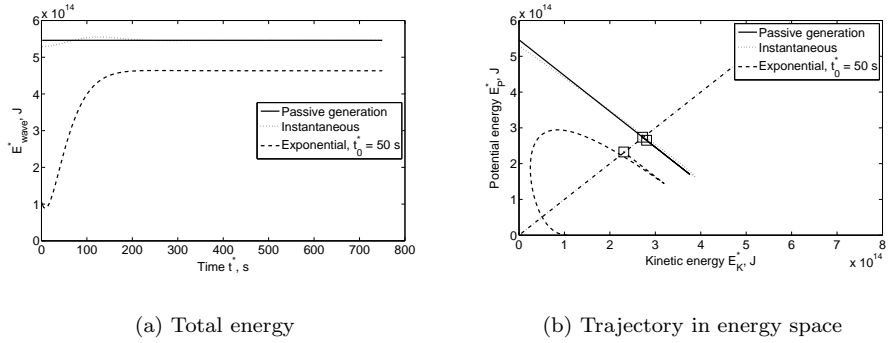 x 10^14
6
5
4
3
2
1
0
E*wave, J
0 100 200 300 400 500 600 700 800
Time t*, s
Passive generation
Instantaneous
Exponential, t*0 = 50 s
(a) Total energy
x 10^14
6
5
4
3
2
1
0
Potential energy E*P, J
0 1 2 3 4 5 6 7 8
Kinetic energy E*K, J
x 10^14
Passive generation
Instantaneous
Exponential, t*0 = 50 s
(b) Trajectory in energy space